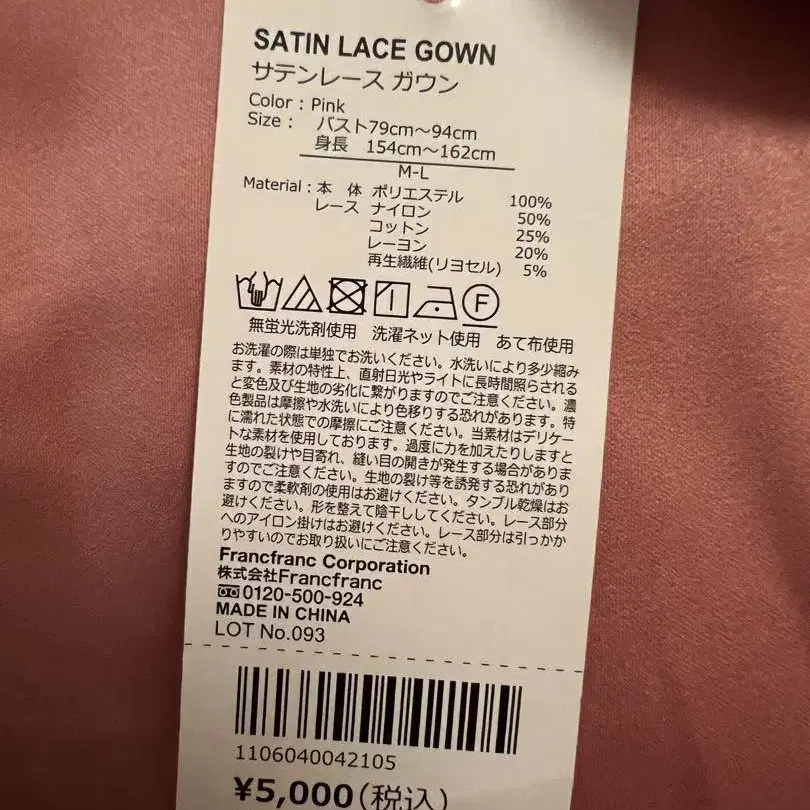 SATIN LACE GOWN
サテンレース ガウン
Color : Pink
Size : バスト79cm～94cm
身長 154cm～162cm
M-L
Material : 本 体 ポリエステル 100%
レース ナイロン 50%
コットン 25%
レーヨン 20%
再生繊維(リヨセル) 5%
F
無蛍光洗剤使用 洗濯ネット使用 あて布使用
お洗濯の際は単独でお洗いください。水洗いにより多少縮み
ます。素材の特性上、直射日光やライトに長時間照らされる
と変色及び生地の劣化に繋がりますのでご注意ください。濃
色製品は摩擦や水洗いにより色移りする恐れがあります。特
に濡れた状態での摩擦にご注意ください。当素材はデリケー
トな素材を使用しております。過度に力を加えたりしますと
生地の裂けや目寄れ、縫い目の開きが発生する場合がありま
すのでご注意ください。生地の裂け等を誘発する恐れがあり
ますので柔軟剤の使用はお避けください。タンブル乾燥はお
避けください。形を整えて陰干ししてください。レース部分
へのアイロン掛けはお避けください。レース部分は引っかか
りやすいのでお取り扱いにご注意ください。
Francfranc Corporation
株式会社Francfranc
0120-500-924
MADE IN CHINA
LOT No.093
1106040042105
¥5,000(税込)